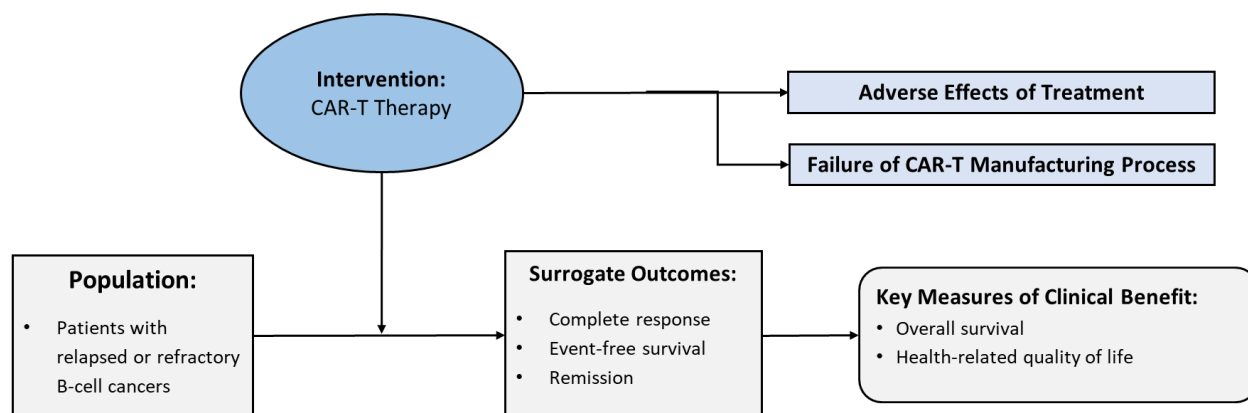 Intervention:
CAR-T Therapy
Adverse Effects of Treatment
Failure of CAR-T Manufacturing Process
Population:
• Patients with
relapsed or refractory
B-cell cancers
Surrogate Outcomes:
• Complete response
• Event-free survival
• Remission
Key Measures of Clinical Benefit:
• Overall survival
• Health-related quality of life